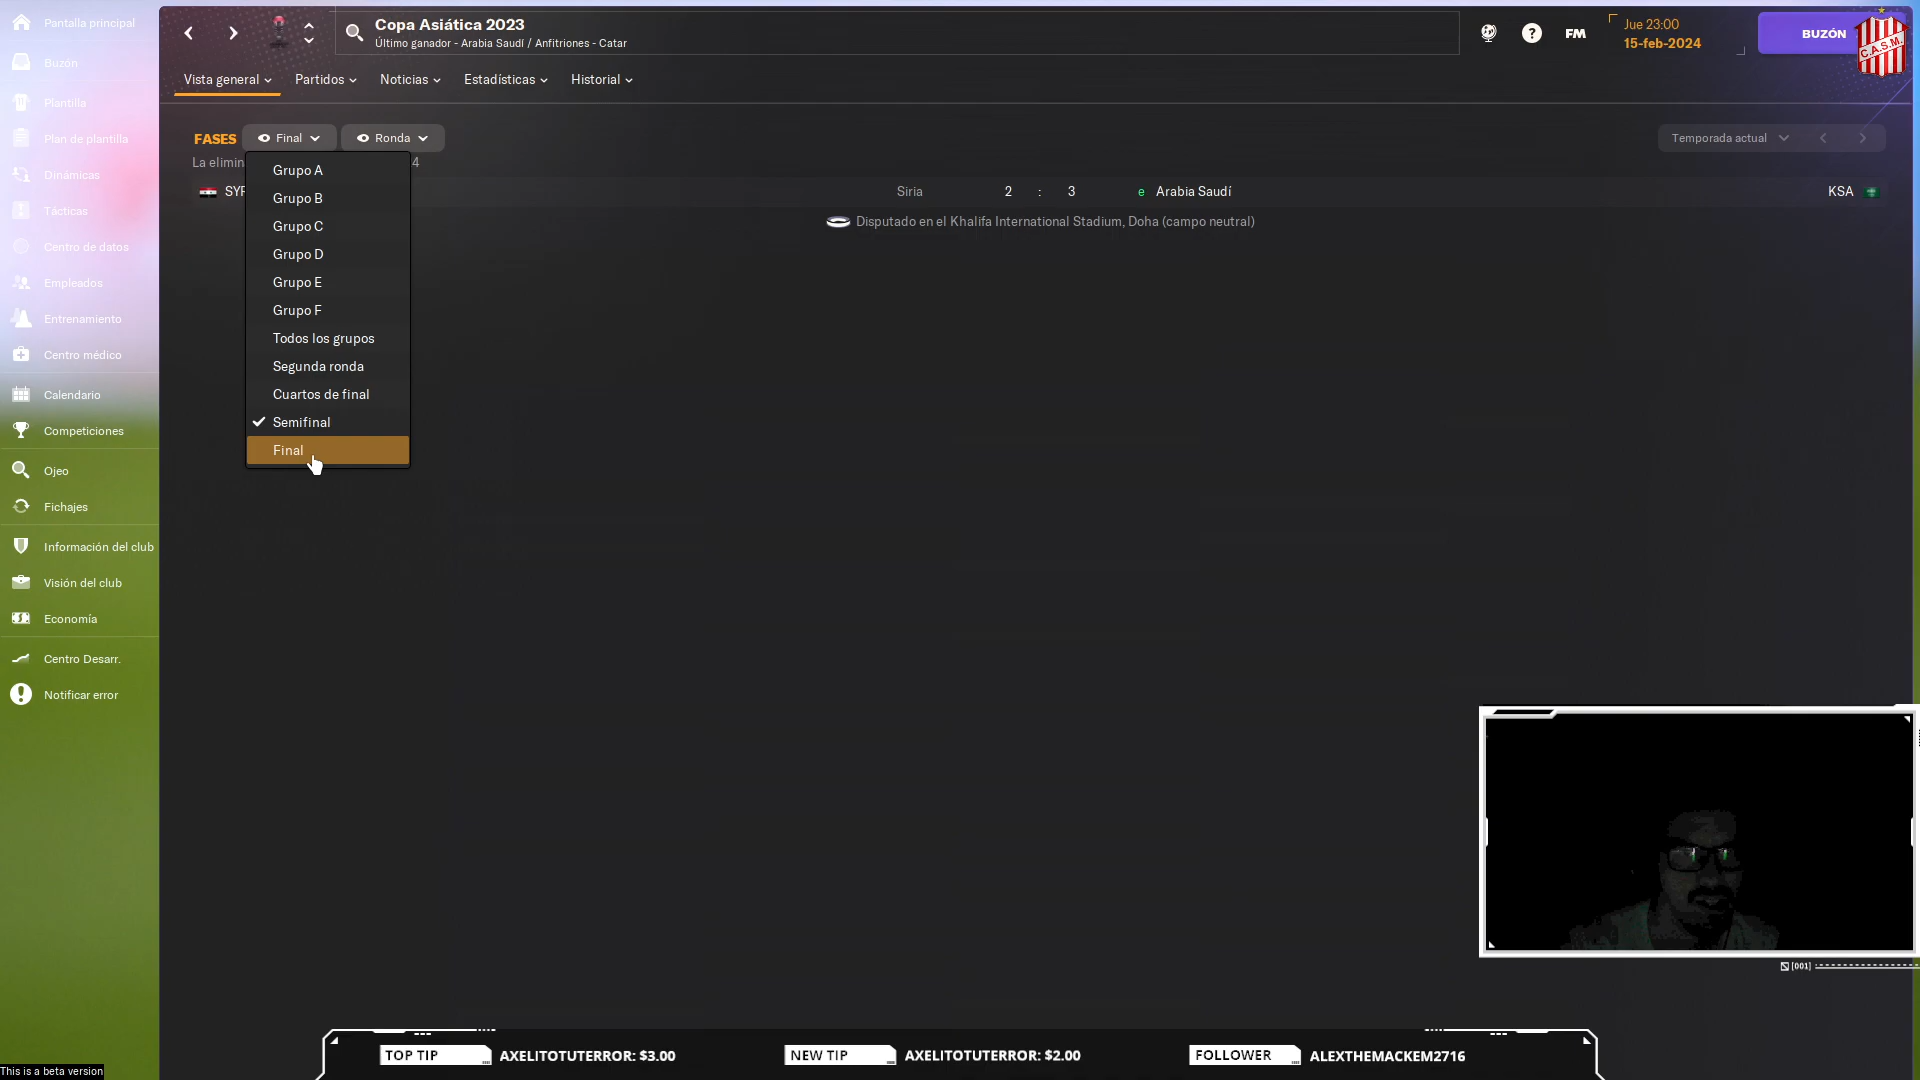 Pantalla principal
Buzón
Plantilla
Plan de plantilla
Dinámicas
Tácticas
Centro de datos
Empleados
Entrenamiento
Centro médico
Calendario
Competiciones
Ojeo
Fichajes
Información del club
Visión del club
Economía
Centro Desarr.
Notificar error
This is a beta version
Copa Asiática 2023
Último ganador - Arabia Saudí / Anfitriones - Catar
? FM
Jue 23:00
15-feb-2024
BUZÓN
C.A.S.M.
Vista general Partidos Noticias Estadísticas Historial
FASES Final Ronda Temporada actual
La elimin 4
SYR Siria 2 : 3 e Arabia Saudí KSA
Disputado en el Khalifa International Stadium, Doha (campo neutral)
Grupo A
Grupo B
Grupo C
Grupo D
Grupo E
Grupo F
Todos los grupos
Segunda ronda
Cuartos de final
Semifinal
Final
[001]
TOP TIP AXELITOTUTERROR: $3.00 NEW TIP AXELITOTUTERROR: $2.00 FOLLOWER ALEXTHEMACKEM2716